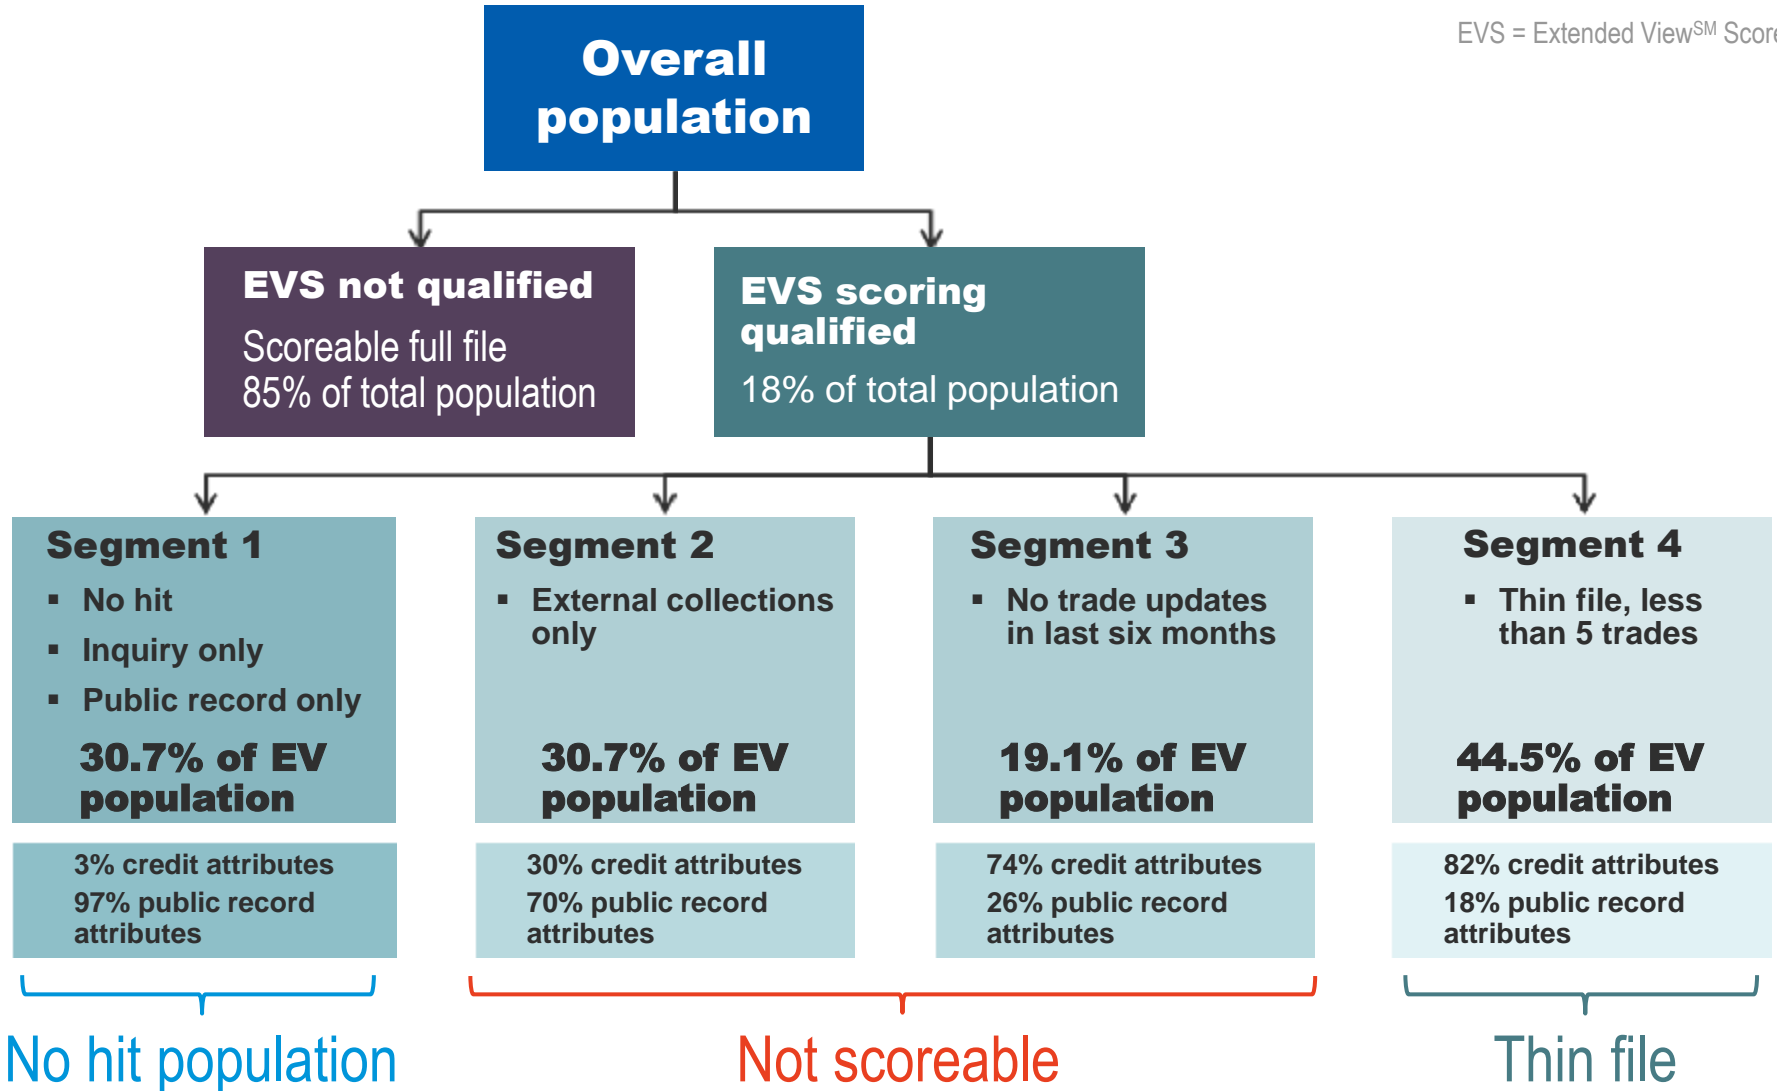 EVS = Extended View℠ Score
Overall
population
EVS not qualified
Scoreable full file
85% of total population
EVS scoring
qualified
18% of total population
Segment 1
▪ No hit
▪ Inquiry only
▪ Public record only
30.7% of EV
population
3% credit attributes
97% public record
attributes
Segment 2
▪ External collections
only
30.7% of EV
population
30% credit attributes
70% public record
attributes
Segment 3
▪ No trade updates
in last six months
19.1% of EV
population
74% credit attributes
26% public record
attributes
Segment 4
▪ Thin file, less
than 5 trades
44.5% of EV
population
82% credit attributes
18% public record
attributes
No hit population
Not scoreable
Thin file